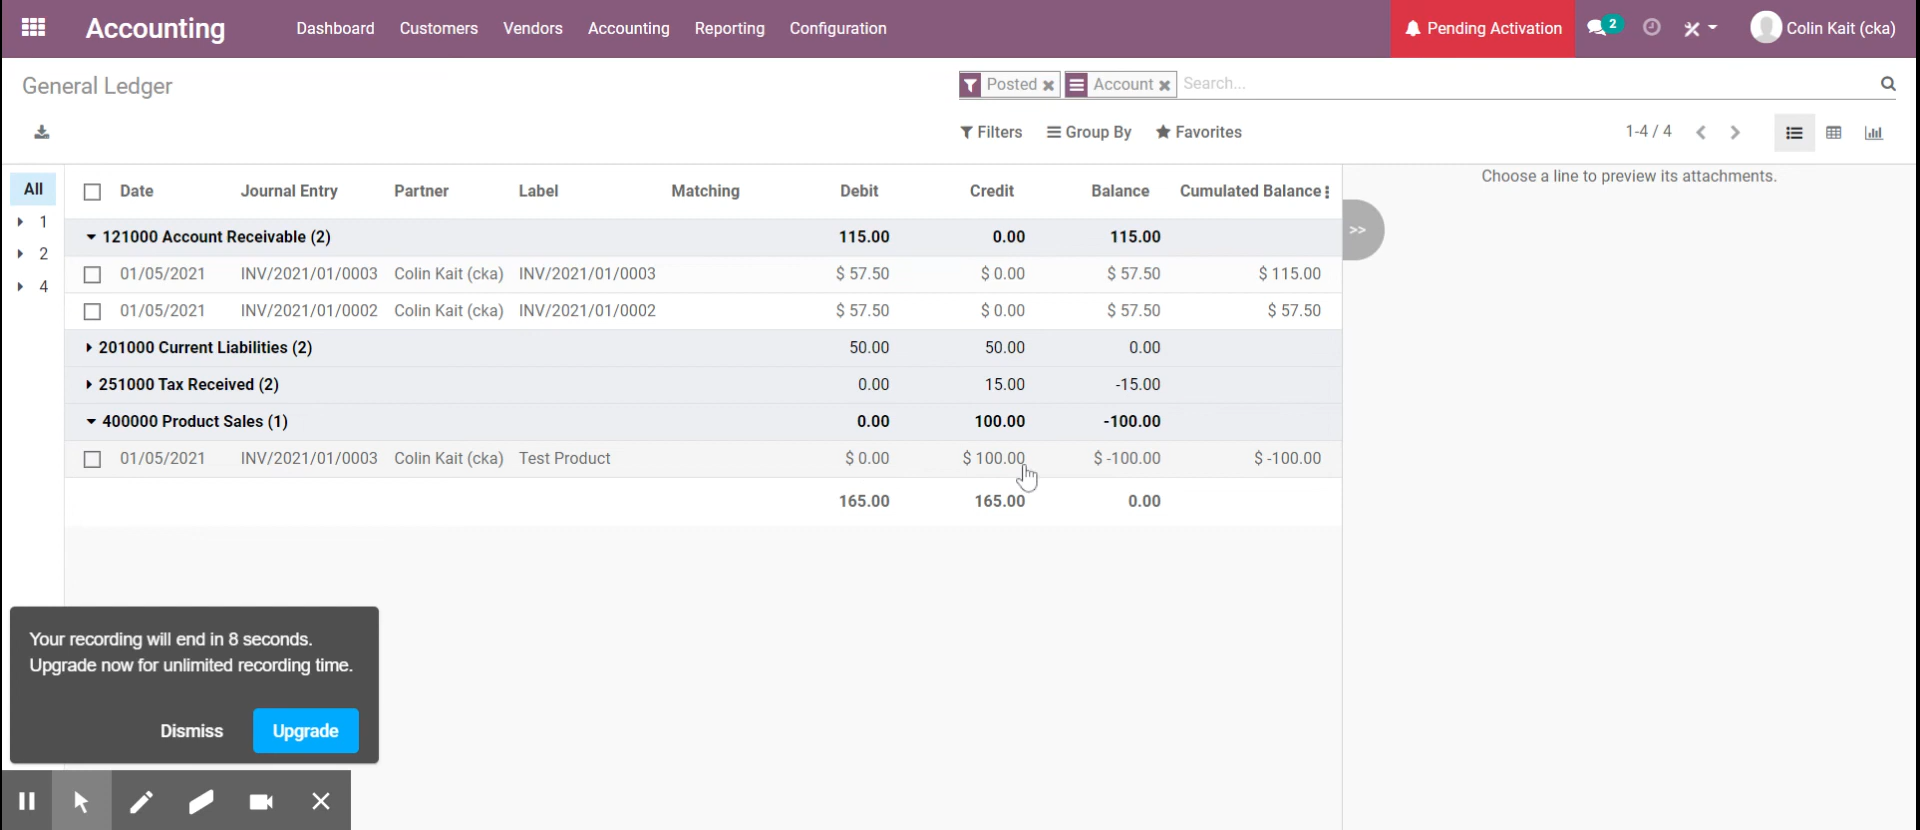 Accounting Dashboard Customers Vendors Accounting Reporting Configuration Pending Activation 2 Colin Kait (cka)
General Ledger Posted Account Search...
Filters Group By Favorites 1-4 / 4
All Date Journal Entry Partner Label Matching Debit Credit Balance Cumulated Balance Choose a line to preview its attachments.
1 121000 Account Receivable (2) 115.00 0.00 115.00 >>
2 01/05/2021 INV/2021/01/0003 Colin Kait (cka) INV/2021/01/0003 $ 57.50 $ 0.00 $ 57.50 $ 115.00
4 01/05/2021 INV/2021/01/0002 Colin Kait (cka) INV/2021/01/0002 $ 57.50 $ 0.00 $ 57.50 $ 57.50
201000 Current Liabilities (2) 50.00 50.00 0.00
251000 Tax Received (2) 0.00 15.00 -15.00
400000 Product Sales (1) 0.00 100.00 -100.00
01/05/2021 INV/2021/01/0003 Colin Kait (cka) Test Product $ 0.00 $ 100.00 $ -100.00 $ -100.00
165.00 165.00 0.00
Your recording will end in 8 seconds.
Upgrade now for unlimited recording time.
Dismiss Upgrade